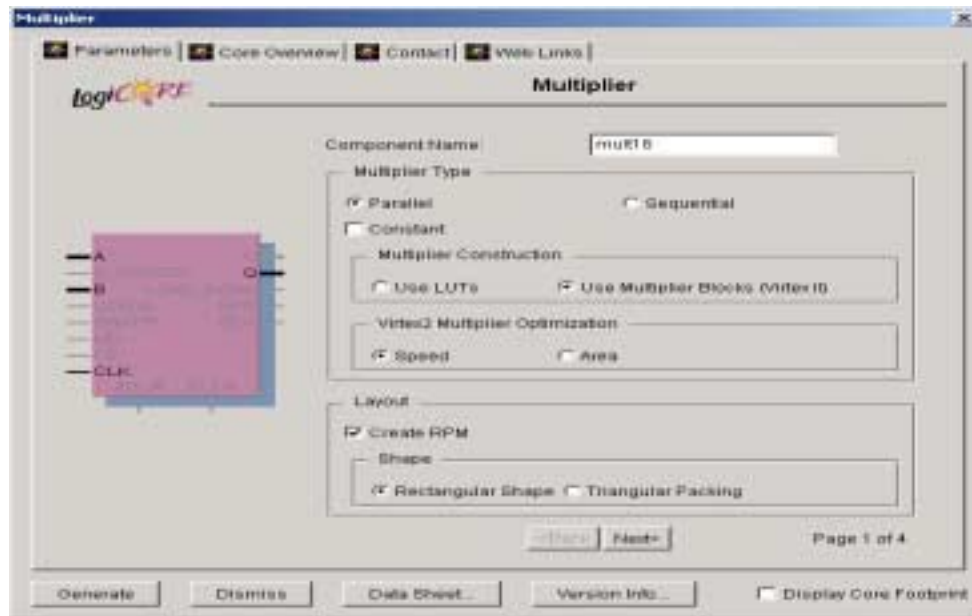 Multiplier
Parameters Core Overview Contact Web Links
logiCORE
Multiplier
Component Name mult18
Multiplier Type
Parallel Sequential
Constant
Multiplier Construction
Use LUTs Use Multiplier Blocks (Virtex II)
Virtex2 Multiplier Optimization
Speed Area
A
Q
B
CLK
Layout
Create RPM
Shape
Rectangular Shape Triangular Packing
Next> Page 1 of 4
Generate Dismiss Data Sheet... Version Info... Display Core Footprint